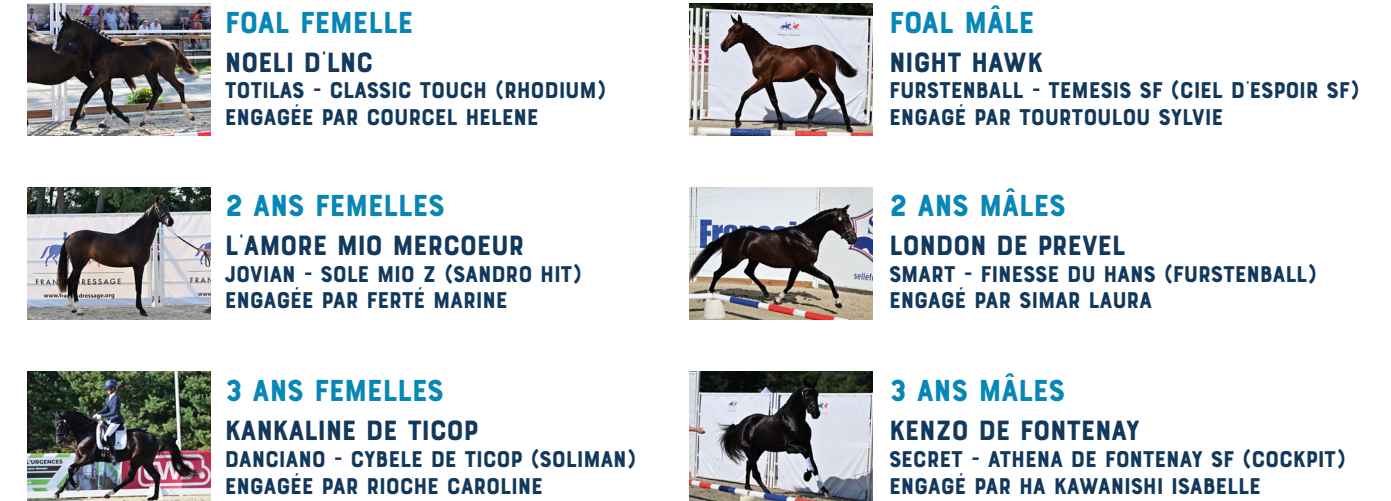 FOAL FEMELLE
NOELI D'LNC
TOTILAS - CLASSIC TOUCH (RHODIUM)
ENGAGÉE PAR COURCEL HELENE
FOAL MÂLE
NIGHT HAWK
FURSTENBALL - TEMESIS SF (CIEL D'ESPOIR SF)
ENGAGÉ PAR TOURTOULOU SYLVIE
2 ANS FEMELLES
L'AMORE MIO MERCOEUR
JOVIAN - SOLE MIO Z (SANDRO HIT)
ENGAGÉE PAR FERTÉ MARINE
2 ANS MÂLES
LONDON DE PREVEL
SMART - FINESSE DU HANS (FURSTENBALL)
ENGAGÉ PAR SIMAR LAURA
3 ANS FEMELLES
KANKALINE DE TICOP
DANCIANO - CYBELE DE TICOP (SOLIMAN)
ENGAGÉE PAR RIOCHE CAROLINE
3 ANS MÂLES
KENZO DE FONTENAY
SECRET - ATHENA DE FONTENAY SF (COCKPIT)
ENGAGÉ PAR HA KAWANISHI ISABELLE